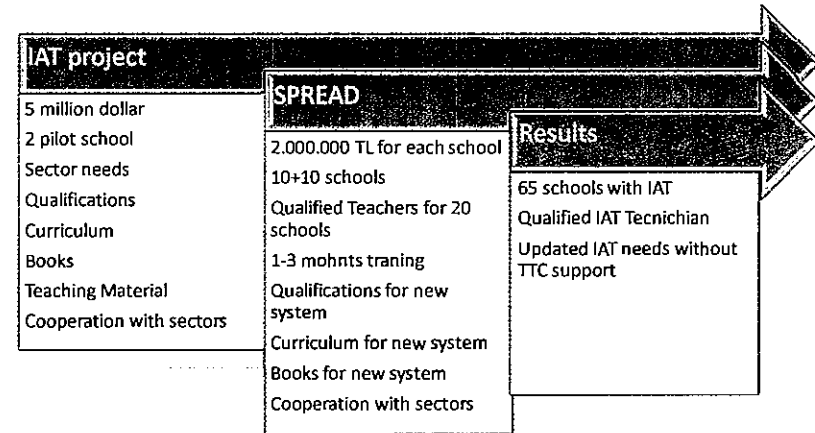 IAT project
5 million dollar
2 pilot school
Sector needs
Qualifications
Curriculum
Books
Teaching Material
Cooperation with sectors
SPREAD
2.000.000 TL for each school
10+10 schools
Qualified Teachers for 20
schools
1-3 mohnts traning
Qualifications for new
system
Curriculum for new system
Books for new system
Cooperation with sectors
Results
65 schools with IAT
Qualified IAT Tecnichian
Updated IAT needs without
TTC support